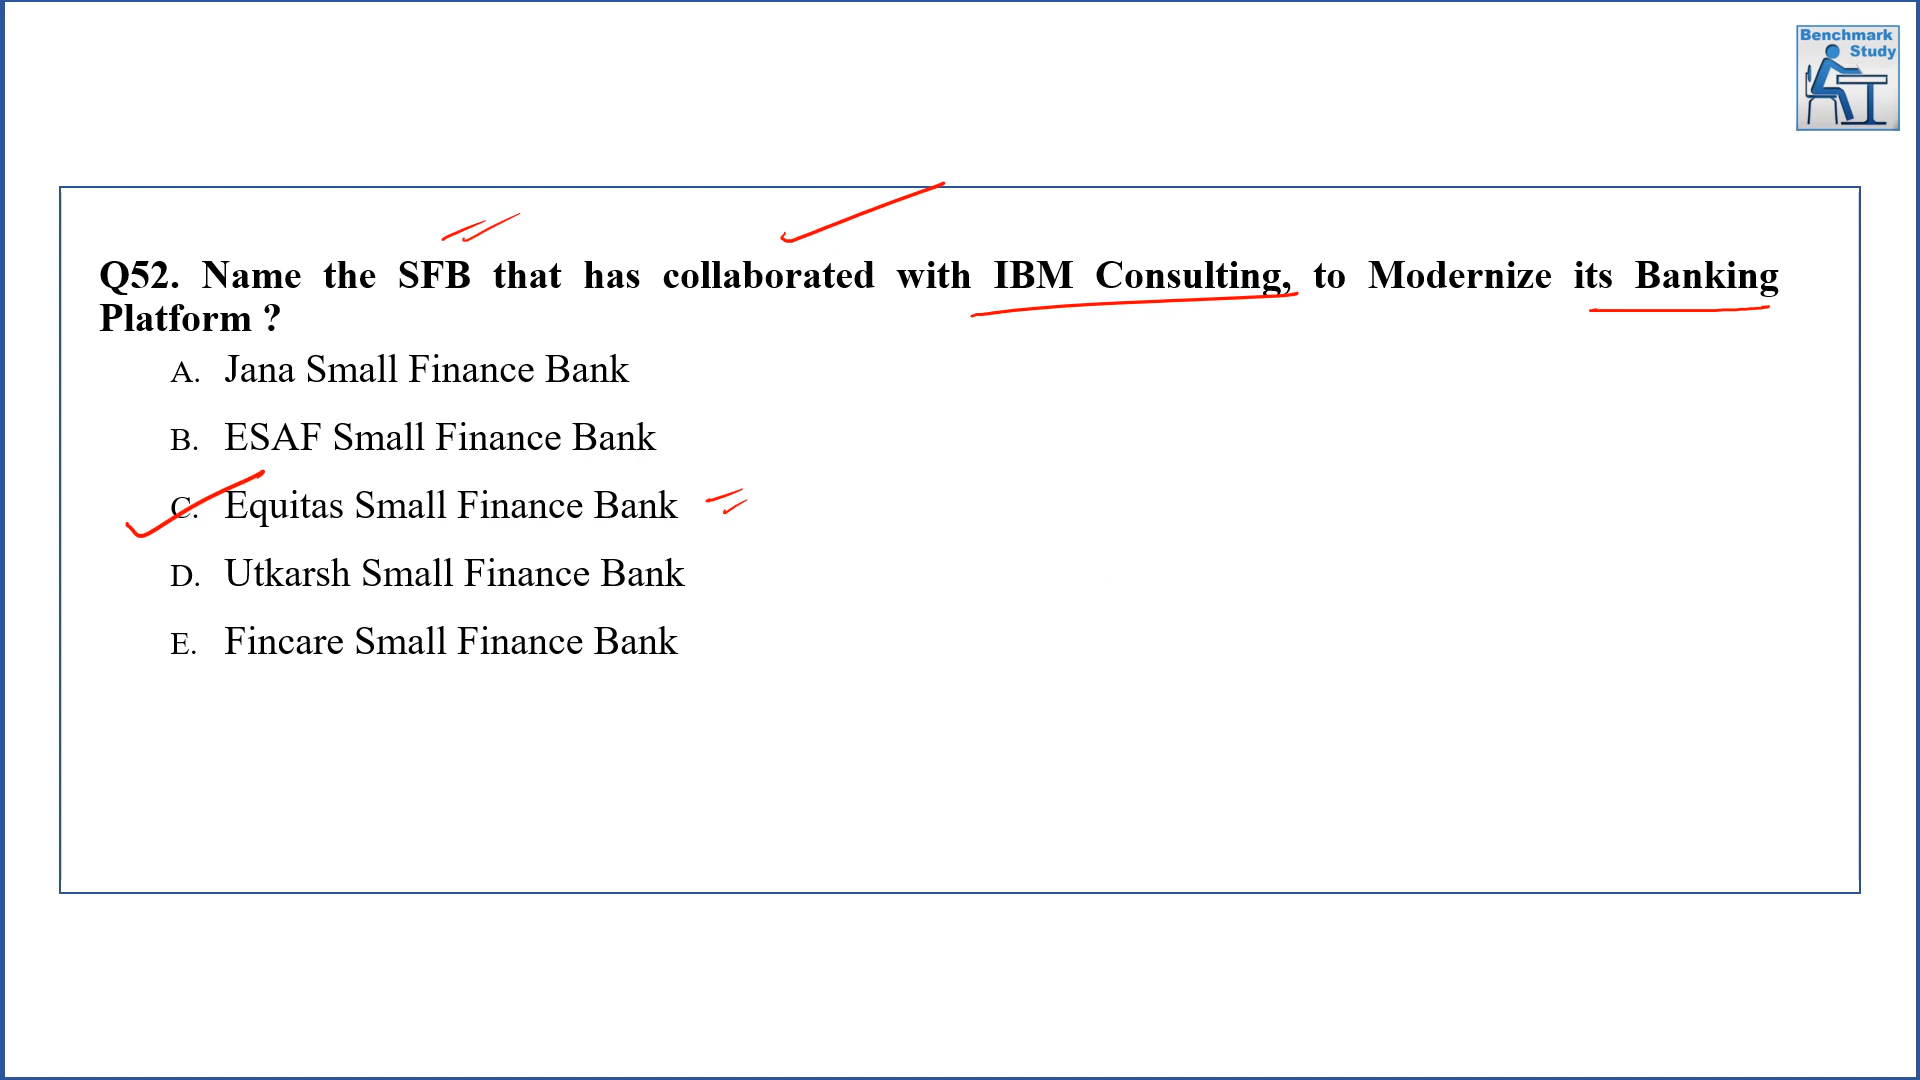 Benchmark
Study
Q52. Name the SFB that has collaborated with IBM Consulting, to Modernize its Banking
Platform ?
A. Jana Small Finance Bank
B. ESAF Small Finance Bank
C. Equitas Small Finance Bank
D. Utkarsh Small Finance Bank
E. Fincare Small Finance Bank